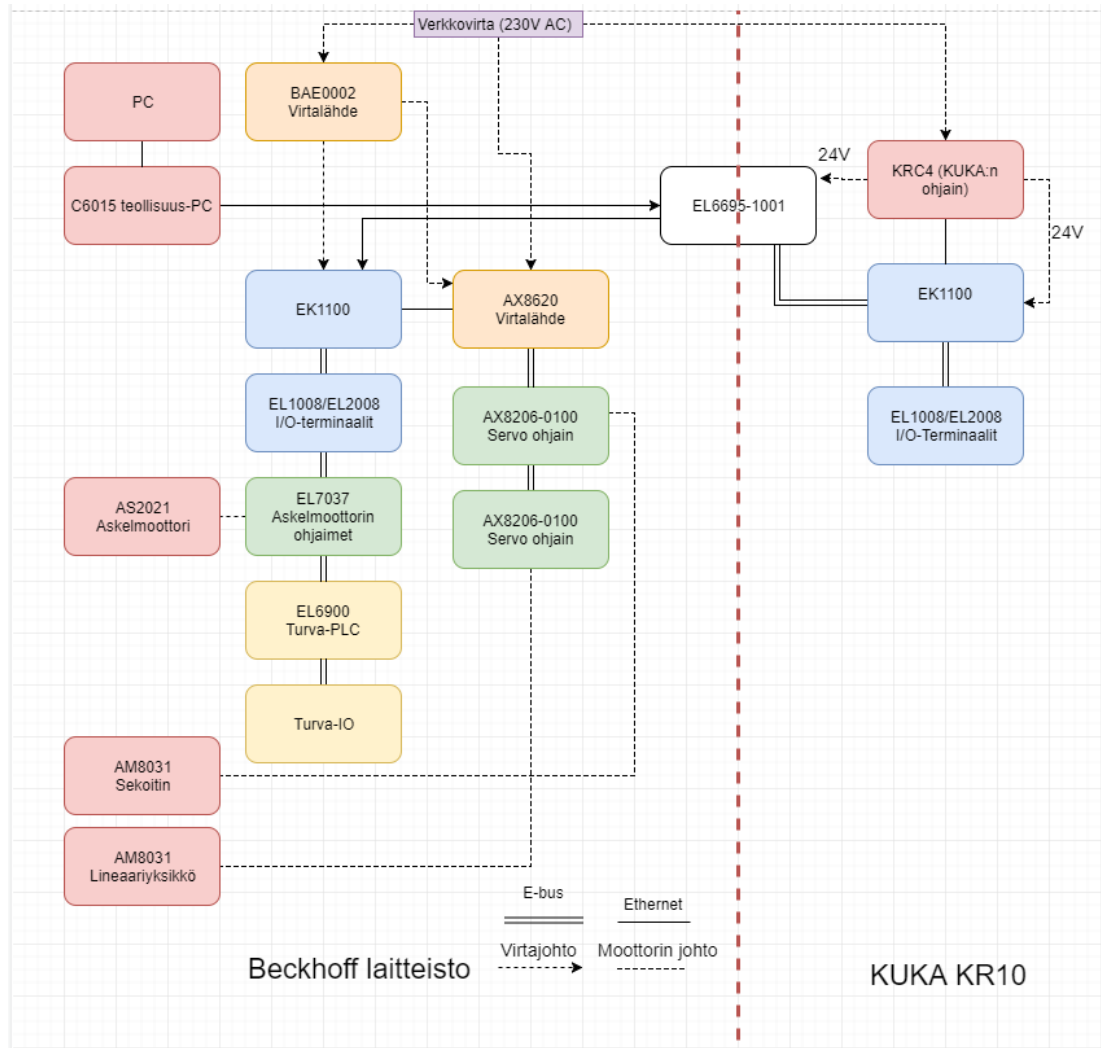 Verkkovirta (230V AC)
PC
BAE0002
Virtalähde
24V
KRC4 (KUKA:n
ohjain)
C6015 teollisuus-PC
EL6695-1001
24V
EK1100
AX8620
Virtalähde
EK1100
EL1008/EL2008
I/O-terminaalit
AX8206-0100
Servo ohjain
EL1008/EL2008
I/O-Terminaalit
AS2021
Askelmoottori
EL7037
Askelmoottorin
ohjaimet
AX8206-0100
Servo ohjain
EL6900
Turva-PLC
Turva-IO
AM8031
Sekoitin
AM8031
Lineaariyksikkö
E-bus
Ethernet
Virtajohto
Moottorin johto
Beckhoff laitteisto
KUKA KR10